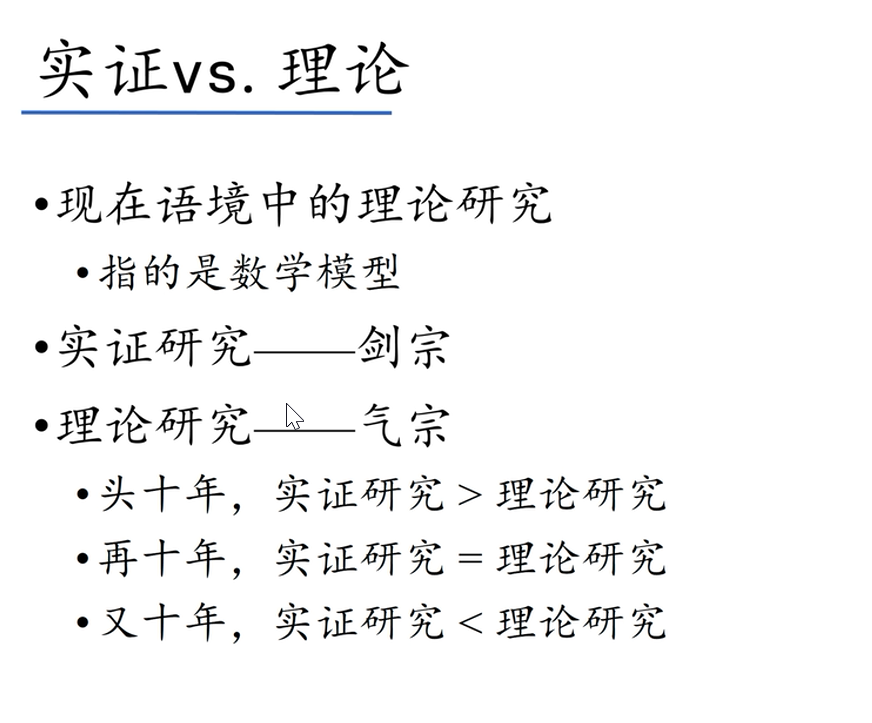 实证vs. 理论
•现在语境中的理论研究
•指的是数学模型
•实证研究——剑宗
•理论研究——气宗
•头十年，实证研究 > 理论研究
•再十年，实证研究 = 理论研究
•又十年，实证研究 < 理论研究